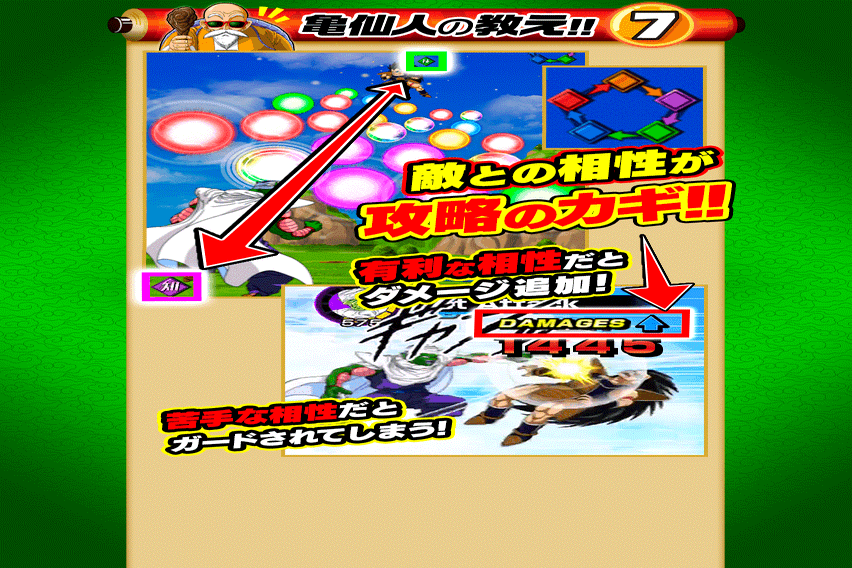 亀仙人の教え!! 7
敵との相性が
攻略のカギ!!
有利な相性だと
ダメージ追加!
知
DAMAGES
1445
苦手な相性だと
ガードされてしまう!